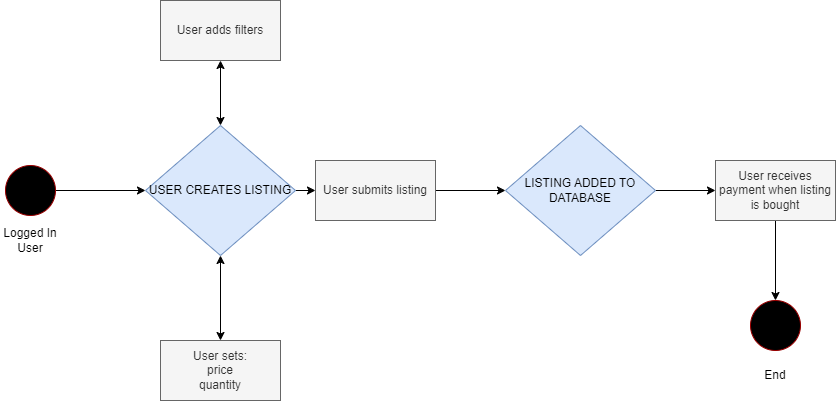 User adds filters
Logged In
User
USER CREATES LISTING
User submits listing
LISTING ADDED TO
DATABASE
User receives
payment when listing
is bought
User sets:
price
quantity
End